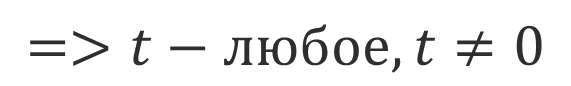 => t − любое, t ≠ 0